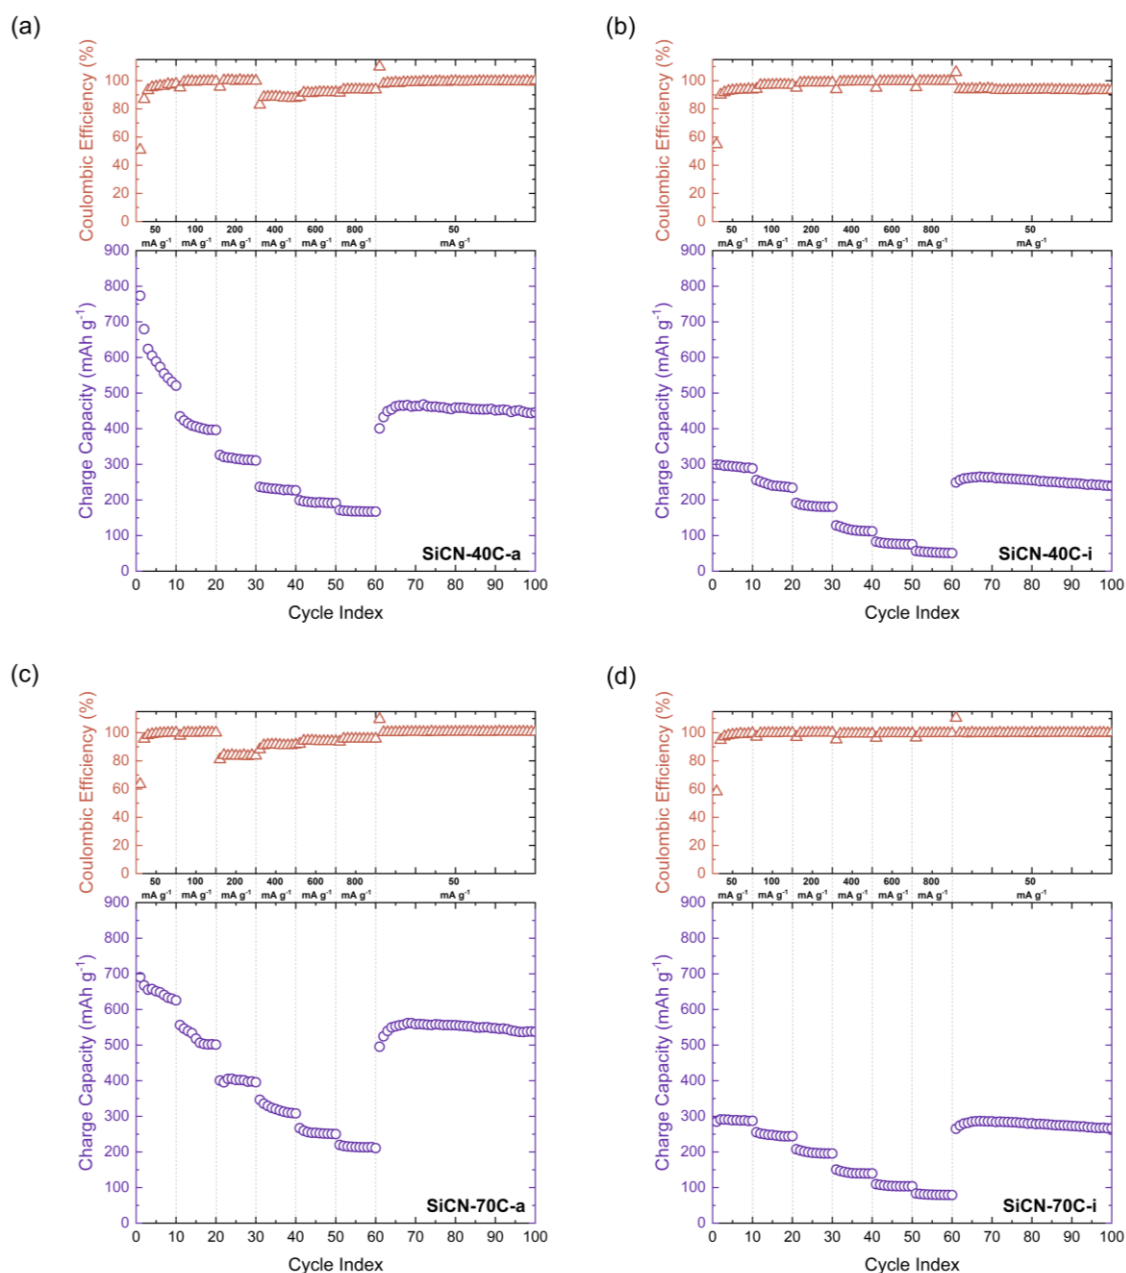 (a)
Coulombic Efficiency (%)
100
80
60
40
20
0
50 100 200 400 600 800 50
mA g⁻¹ mA g⁻¹ mA g⁻¹ mA g⁻¹ mA g⁻¹ mA g⁻¹ mA g⁻¹
Charge Capacity (mAh g⁻¹)
900
800
700
600
500
400
300
200
100
0
SiCN-40C-a
0 10 20 30 40 50 60 70 80 90 100
Cycle Index
(b)
Coulombic Efficiency (%)
100
80
60
40
20
0
50 100 200 400 600 800 50
mA g⁻¹ mA g⁻¹ mA g⁻¹ mA g⁻¹ mA g⁻¹ mA g⁻¹ mA g⁻¹
Charge Capacity (mAh g⁻¹)
900
800
700
600
500
400
300
200
100
0
SiCN-40C-i
0 10 20 30 40 50 60 70 80 90 100
Cycle Index
(c)
Coulombic Efficiency (%)
100
80
60
40
20
0
50 100 200 400 600 800 50
mA g⁻¹ mA g⁻¹ mA g⁻¹ mA g⁻¹ mA g⁻¹ mA g⁻¹ mA g⁻¹
Charge Capacity (mAh g⁻¹)
900
800
700
600
500
400
300
200
100
0
SiCN-70C-a
0 10 20 30 40 50 60 70 80 90 100
Cycle Index
(d)
Coulombic Efficiency (%)
100
80
60
40
20
0
50 100 200 400 600 800 50
mA g⁻¹ mA g⁻¹ mA g⁻¹ mA g⁻¹ mA g⁻¹ mA g⁻¹ mA g⁻¹
Charge Capacity (mAh g⁻¹)
900
800
700
600
500
400
300
200
100
0
SiCN-70C-i
0 10 20 30 40 50 60 70 80 90 100
Cycle Index